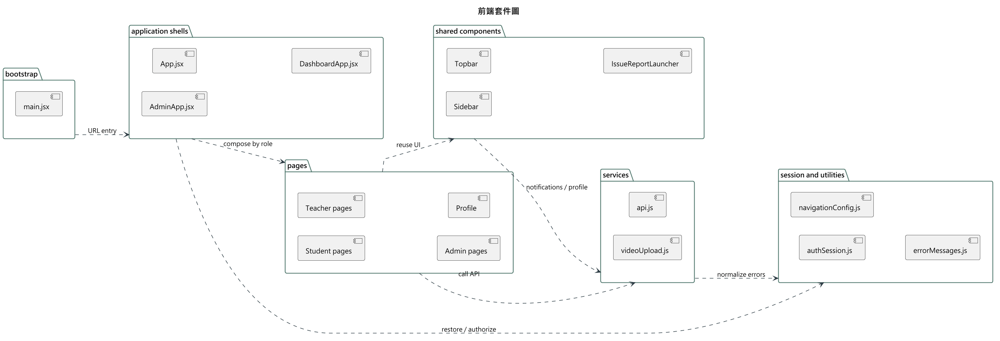 前端套件圖
bootstrap
main.jsx
URL entry
application shells
App.jsx
DashboardApp.jsx
AdminApp.jsx
compose by role
shared components
Topbar
IssueReportLauncher
Sidebar
reuse UI
pages
Teacher pages
Profile
Student pages
Admin pages
call API
notifications / profile
services
api.js
videoUpload.js
normalize errors
session and utilities
navigationConfig.js
authSession.js
errorMessages.js
restore / authorize